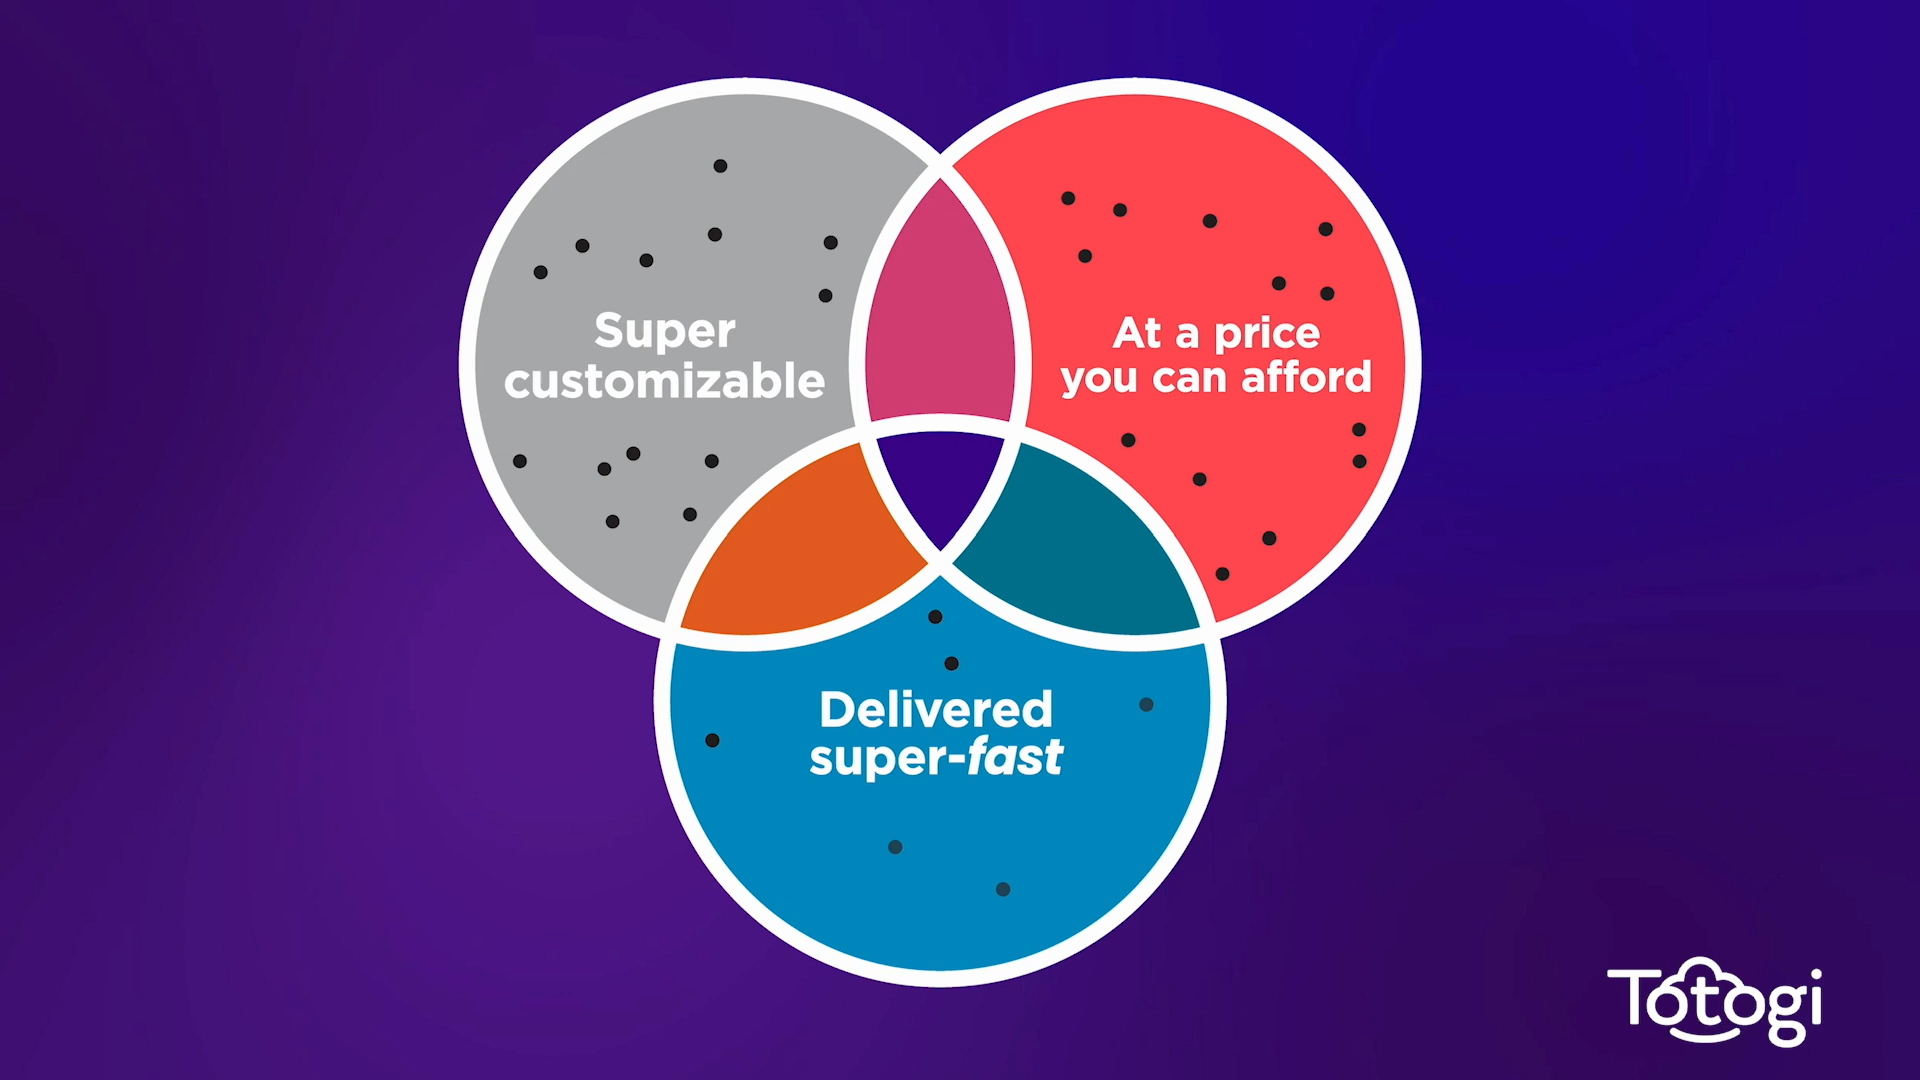 Super
customizable
At a price
you can afford
Delivered
super-fast
Totogi